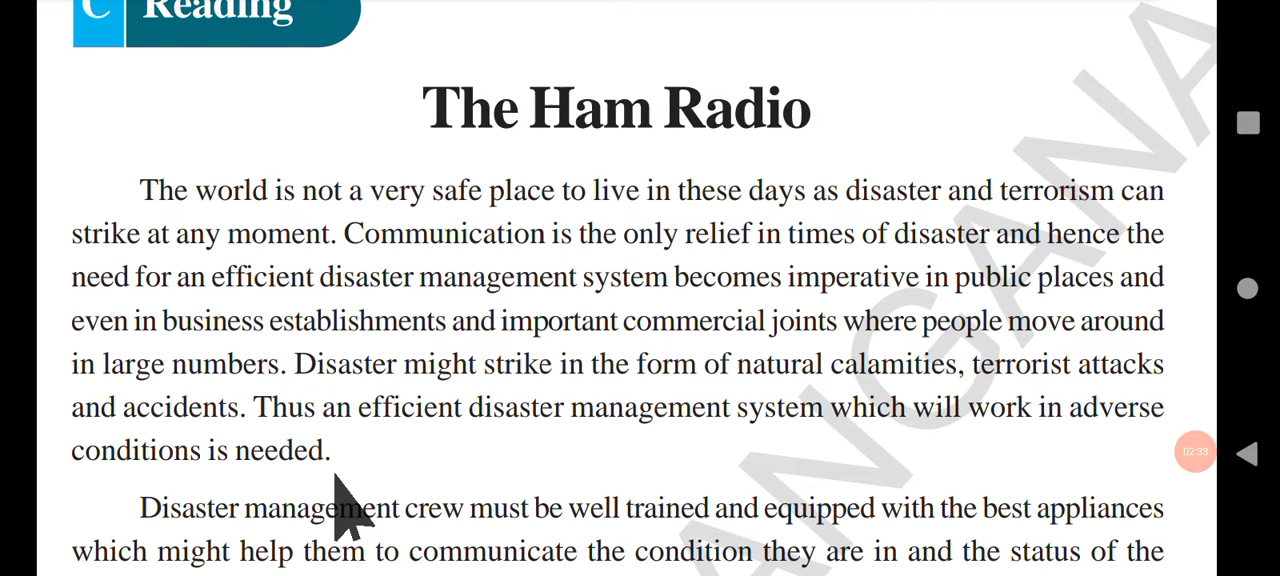 C Reading
The Ham Radio
The world is not a very safe place to live in these days as disaster and terrorism can
strike at any moment. Communication is the only relief in times of disaster and hence the
need for an efficient disaster management system becomes imperative in public places and
even in business establishments and important commercial joints where people move around
in large numbers. Disaster might strike in the form of natural calamities, terrorist attacks
and accidents. Thus an efficient disaster management system which will work in adverse
conditions is needed.
02:33
Disaster management crew must be well trained and equipped with the best appliances
which might help them to communicate the condition they are in and the status of the
ANGANA